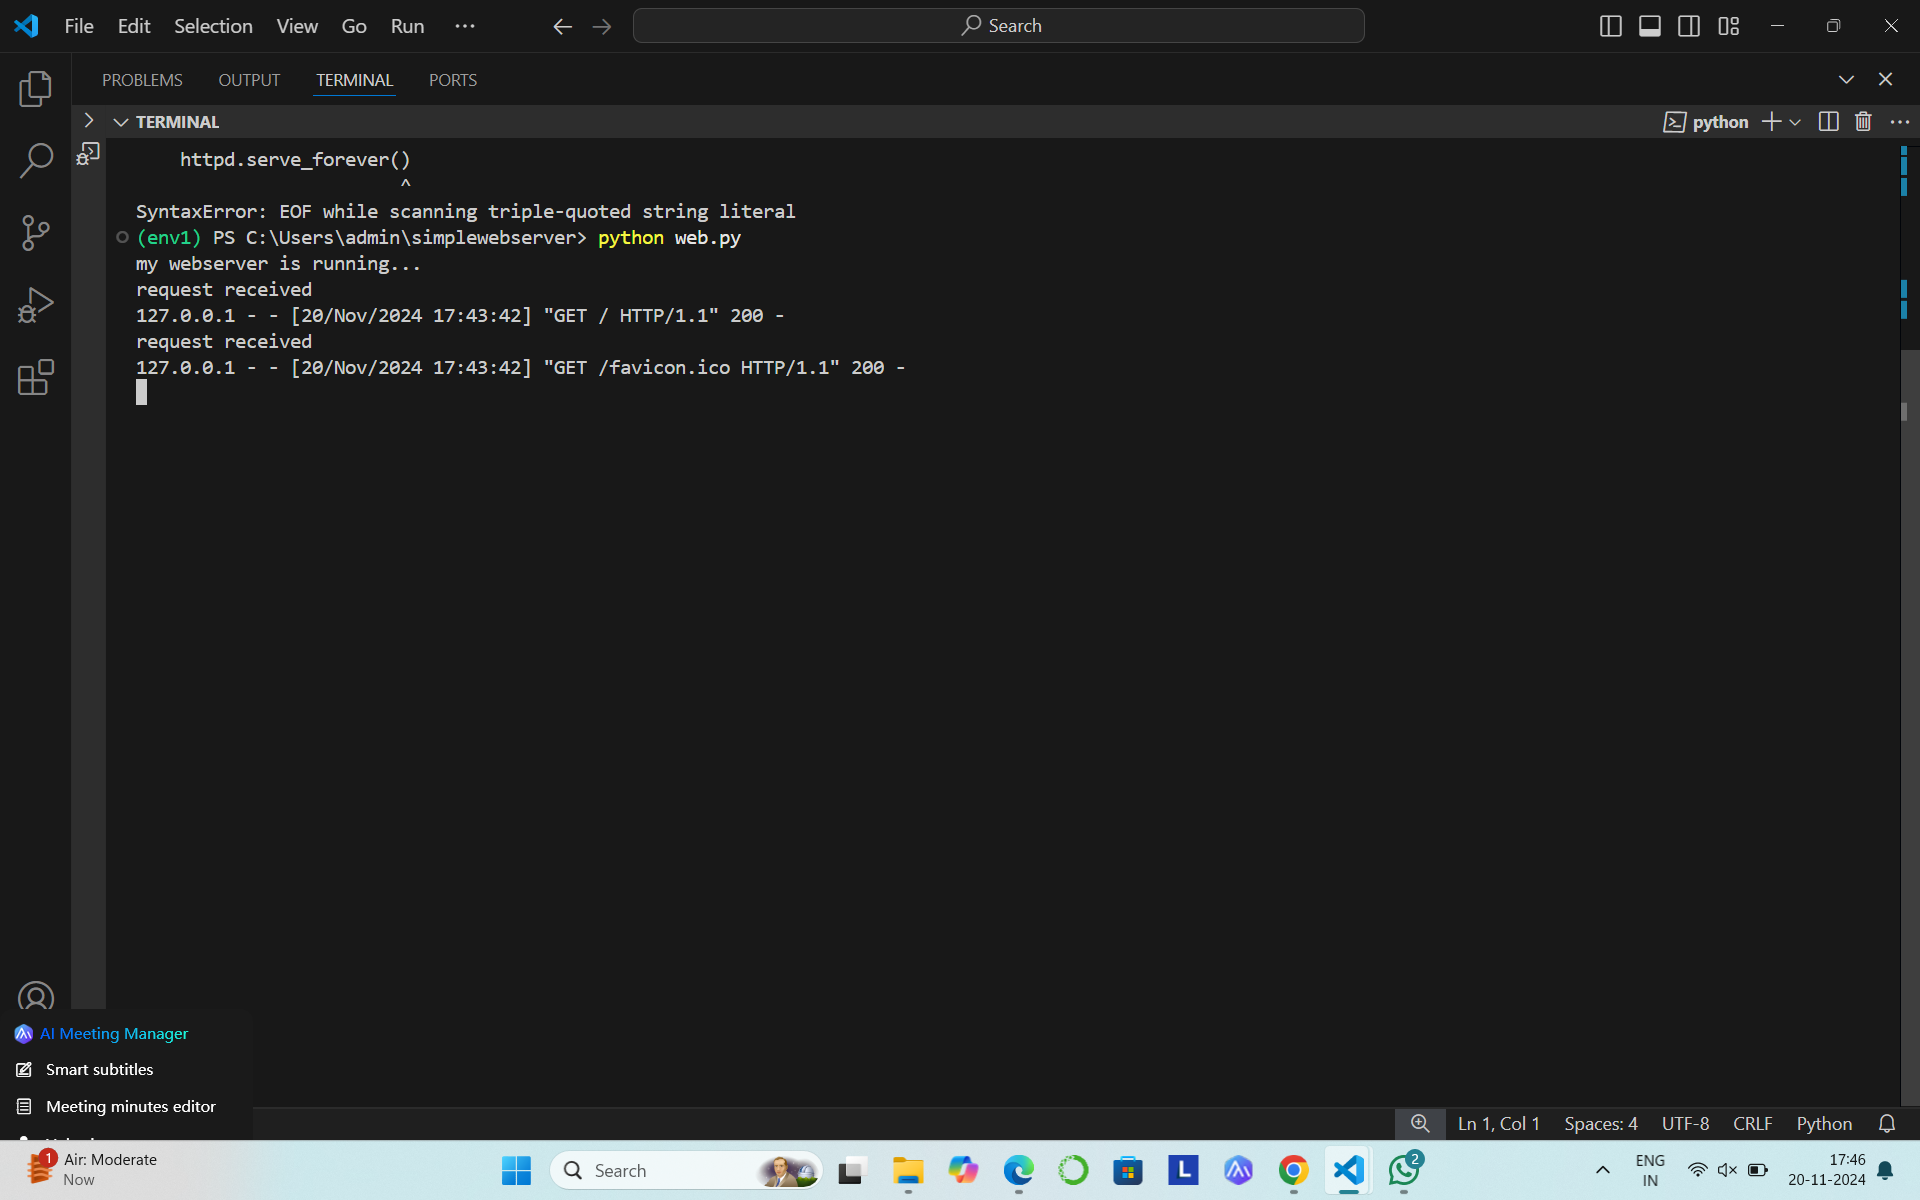 File Edit Selection View Go Run ... Search
PROBLEMS OUTPUT TERMINAL PORTS
TERMINAL python
httpd.serve_forever()
^
SyntaxError: EOF while scanning triple-quoted string literal
(env1) PS C:\Users\admin\simplewebserver> python web.py
my webserver is running...
request received
127.0.0.1 - - [20/Nov/2024 17:43:42] "GET / HTTP/1.1" 200 -
request received
127.0.0.1 - - [20/Nov/2024 17:43:42] "GET /favicon.ico HTTP/1.1" 200 -
AI Meeting Manager
Smart subtitles
Meeting minutes editor
Ln 1, Col 1 Spaces: 4 UTF-8 CRLF Python
1 Air: Moderate
Now
Search
L
2
ENG
IN
17:46
20-11-2024